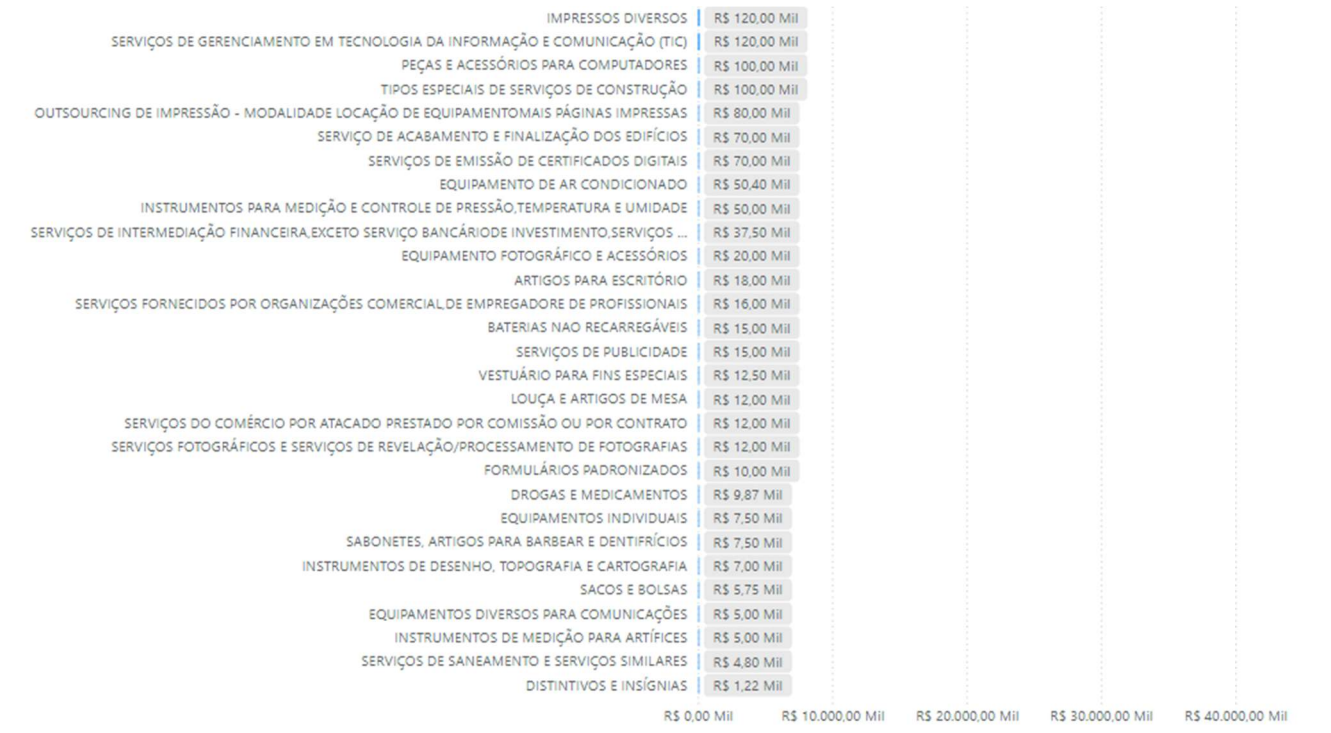 IMPRESSOS DIVERSOS R$ 120,00 Mil
SERVIÇOS DE GERENCIAMENTO EM TECNOLOGIA DA INFORMAÇÃO E COMUNICAÇÃO (TIC) R$ 120,00 Mil
PEÇAS E ACESSÓRIOS PARA COMPUTADORES R$ 100,00 Mil
TIPOS ESPECIAIS DE SERVIÇOS DE CONSTRUÇÃO R$ 100,00 Mil
OUTSOURCING DE IMPRESSÃO - MODALIDADE LOCAÇÃO DE EQUIPAMENTOMAIS PÁGINAS IMPRESSAS R$ 80,00 Mil
SERVIÇO DE ACABAMENTO E FINALIZAÇÃO DOS EDIFÍCIOS R$ 70,00 Mil
SERVIÇOS DE EMISSÃO DE CERTIFICADOS DIGITAIS R$ 70,00 Mil
EQUIPAMENTO DE AR CONDICIONADO R$ 50,40 Mil
INSTRUMENTOS PARA MEDIÇÃO E CONTROLE DE PRESSÃO,TEMPERATURA E UMIDADE R$ 50,00 Mil
SERVIÇOS DE INTERMEDIAÇÃO FINANCEIRA,EXCETO SERVIÇO BANCÁRIODE INVESTIMENTO,SERVIÇOS ... R$ 37,50 Mil
EQUIPAMENTO FOTOGRÁFICO E ACESSÓRIOS R$ 20,00 Mil
ARTIGOS PARA ESCRITÓRIO R$ 18,00 Mil
SERVIÇOS FORNECIDOS POR ORGANIZAÇÕES COMERCIAL,DE EMPREGADORE DE PROFISSIONAIS R$ 16,00 Mil
BATERIAS NAO RECARREGÁVEIS R$ 15,00 Mil
SERVIÇOS DE PUBLICIDADE R$ 15,00 Mil
VESTUÁRIO PARA FINS ESPECIAIS R$ 12,50 Mil
LOUÇA E ARTIGOS DE MESA R$ 12,00 Mil
SERVIÇOS DO COMÉRCIO POR ATACADO PRESTADO POR COMISSÃO OU POR CONTRATO R$ 12,00 Mil
SERVIÇOS FOTOGRÁFICOS E SERVIÇOS DE REVELAÇÃO/PROCESSAMENTO DE FOTOGRAFIAS R$ 12,00 Mil
FORMULÁRIOS PADRONIZADOS R$ 10,00 Mil
DROGAS E MEDICAMENTOS R$ 9,87 Mil
EQUIPAMENTOS INDIVIDUAIS R$ 7,50 Mil
SABONETES, ARTIGOS PARA BARBEAR E DENTIFRÍCIOS R$ 7,50 Mil
INSTRUMENTOS DE DESENHO, TOPOGRAFIA E CARTOGRAFIA R$ 7,00 Mil
SACOS E BOLSAS R$ 5,75 Mil
EQUIPAMENTOS DIVERSOS PARA COMUNICAÇÕES R$ 5,00 Mil
INSTRUMENTOS DE MEDIÇÃO PARA ARTÍFICES R$ 5,00 Mil
SERVIÇOS DE SANEAMENTO E SERVIÇOS SIMILARES R$ 4,80 Mil
DISTINTIVOS E INSÍGNIAS R$ 1,22 Mil
R$ 0,00 Mil R$ 10.000,00 Mil R$ 20.000,00 Mil R$ 30.000,00 Mil R$ 40.000,00 Mil